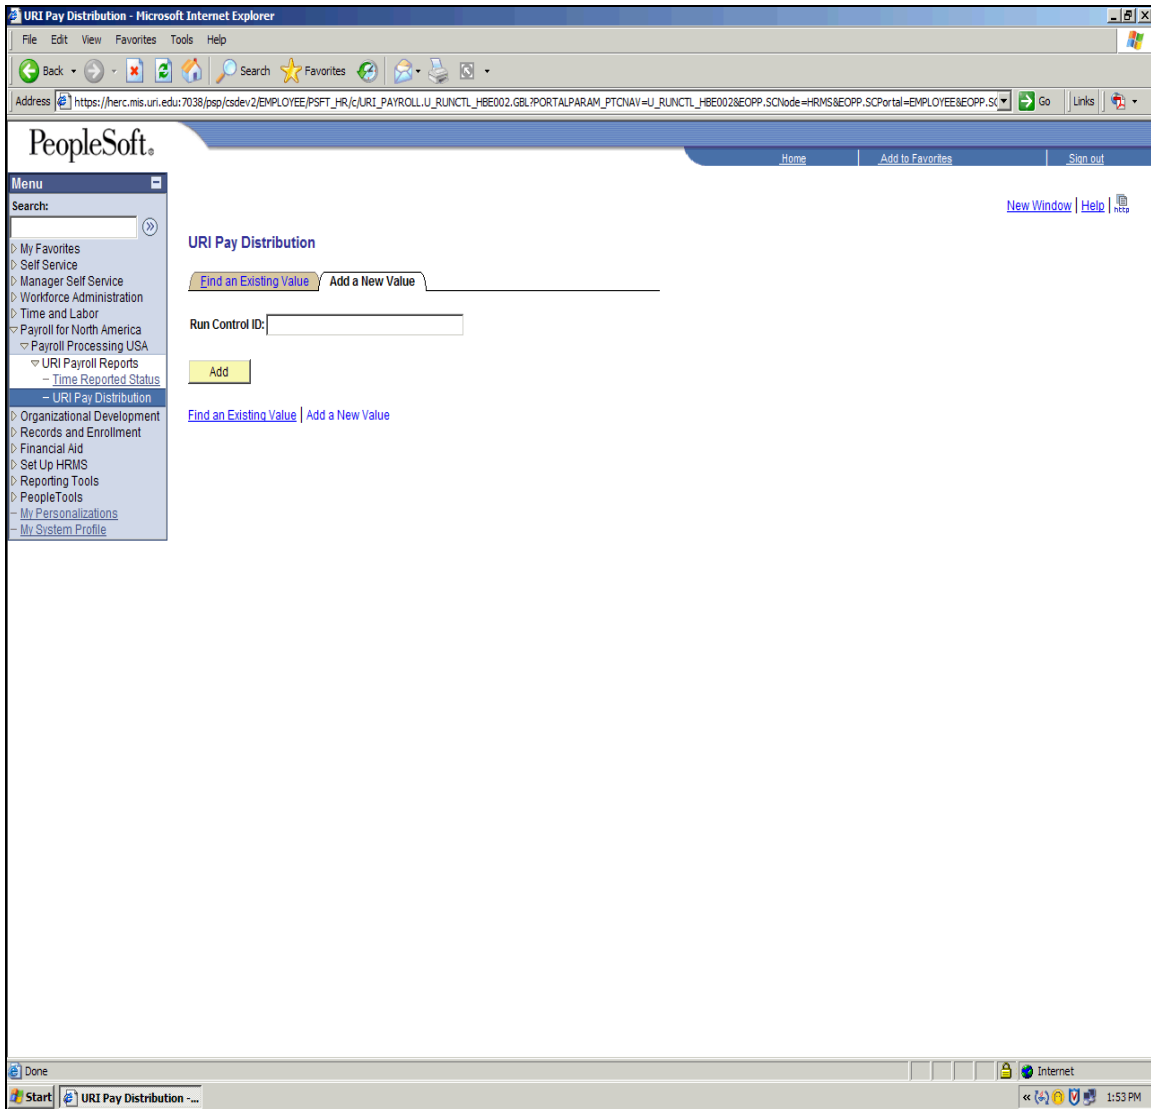 URI Pay Distribution - Microsoft Internet Explorer
File Edit View Favorites Tools Help
Back Search Favorites
Address https://herc.mis.uri.edu:7038/psp/csdev2/EMPLOYEE/PSFT_HR/c/URI_PAYROLL.U_RUNCTL_HBE002.GBL?PORTALPARAM_PTCNAV=U_RUNCTL_HBE002&EOPP.SCNode=HRMS&EOPP.SCPortal=EMPLOYEE&EOPP.SC Go Links
PeopleSoft®
Home Add to Favorites Sign out
Menu
Search:
New Window | Help | http
My Favorites
Self Service
Manager Self Service
Workforce Administration
Time and Labor
Payroll for North America
Payroll Processing USA
URI Payroll Reports
– Time Reported Status
– URI Pay Distribution
Organizational Development
Records and Enrollment
Financial Aid
Set Up HRMS
Reporting Tools
PeopleTools
– My Personalizations
– My System Profile
URI Pay Distribution
Find an Existing Value Add a New Value
Run Control ID:
Add
Find an Existing Value | Add a New Value
Done Internet
Start URI Pay Distribution -... « 1:53 PM